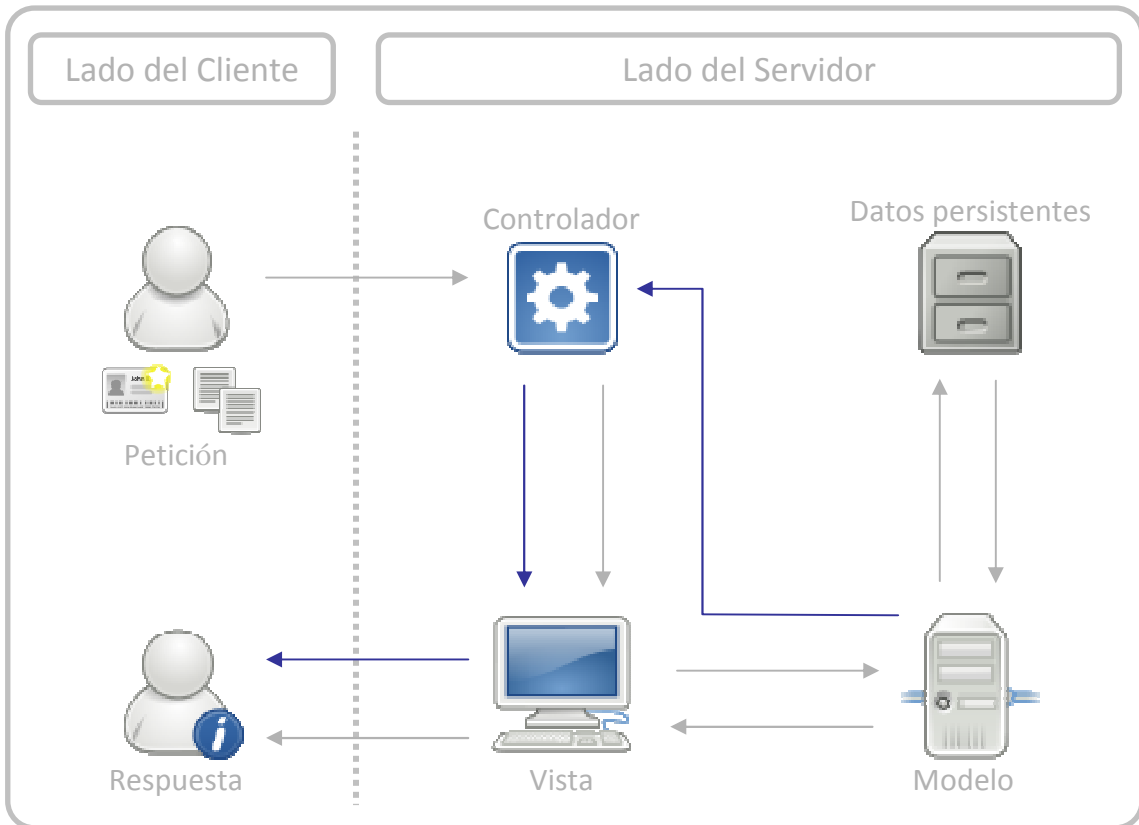 Lado del Cliente
Lado del Servidor
Controlador
Datos persistentes
Petición
Respuesta
Vista
Modelo